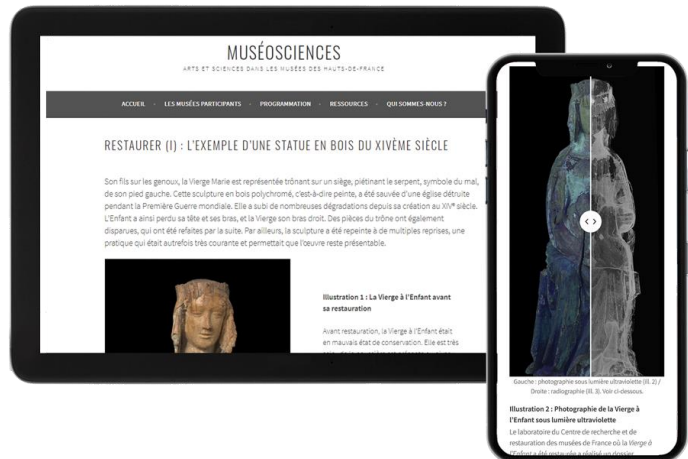 MUSÉOSCIENCES
ARTS ET SCIENCES DANS LES MUSÉES DES HAUTS-DE-FRANCE
ACCUEIL
LES MUSÉES PARTICIPANTS
PROGRAMMATION
RESSOURCES
QUI SOMMES-NOUS ?
RESTAURER (I) : L'EXEMPLE D'UNE STATUE EN BOIS DU XIVÈME SIÈCLE
Son fils sur les genoux, la Vierge Marie est représentée trônant sur un siège, piétinant le serpent, symbole du mal,
de son pied gauche. Cette sculpture en bois polychromé, c'est-à-dire peinte, a été sauvée d'une église détruite
pendant la Première Guerre mondiale. Elle a subi de nombreuses dégradations depuis sa création au XIVᵉ siècle.
L'Enfant a ainsi perdu sa tête et ses bras, et la Vierge son bras droit. Des pièces du trône ont également
disparues, qui ont été refaites par la suite. Par ailleurs, la sculpture a été repeinte à de multiples reprises, une
pratique qui était autrefois très courante et permettait que l'œuvre reste présentable.
Illustration 1 : La Vierge à l'Enfant avant
sa restauration
Avant restauration, la Vierge à l'Enfant était
en mauvais état de conservation. Elle est très
Gauche : photographie sous lumière ultraviolette (ill. 2) /
Droite : radiographie (ill. 3). Voir ci-dessous.
Illustration 2 : Photographie de la Vierge à
l'Enfant sous lumière ultraviolette
Le laboratoire du Centre de recherche et de
restauration des musées de France où la Vierge à
l'Enfant a été restaurée a réalisé un dossier